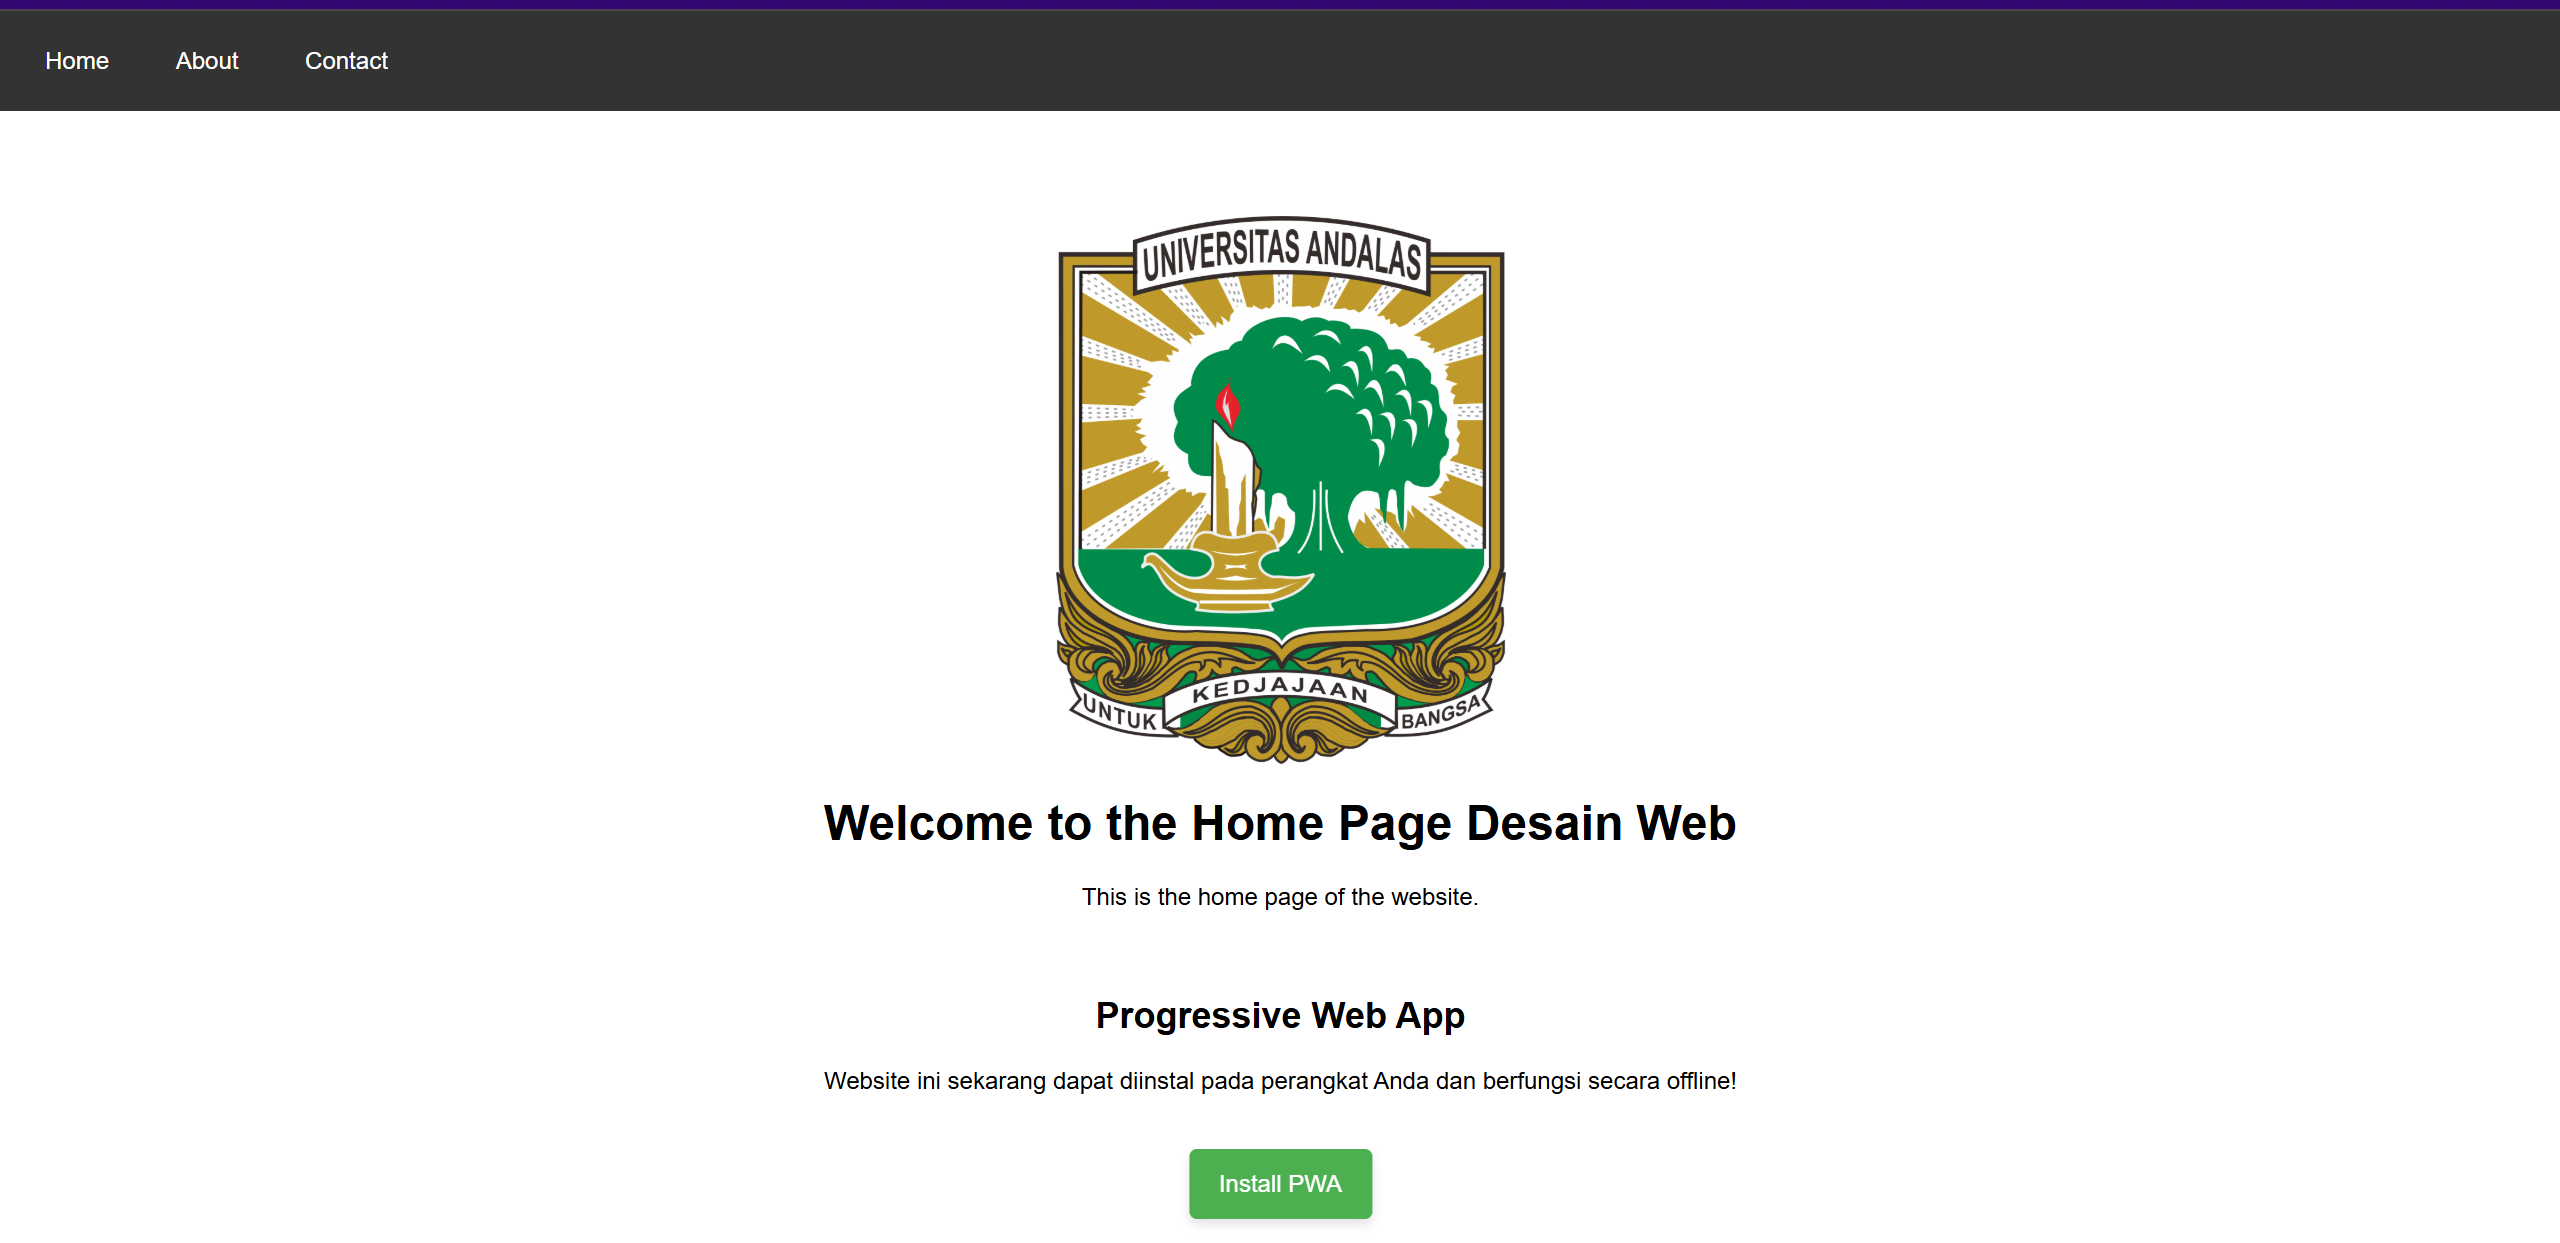 Home About Contact
UNIVERSITAS ANDALAS
UNTUK KEDJAJAAN BANGSA
Welcome to the Home Page Desain Web
This is the home page of the website.
Progressive Web App
Website ini sekarang dapat diinstal pada perangkat Anda dan berfungsi secara offline!
Install PWA